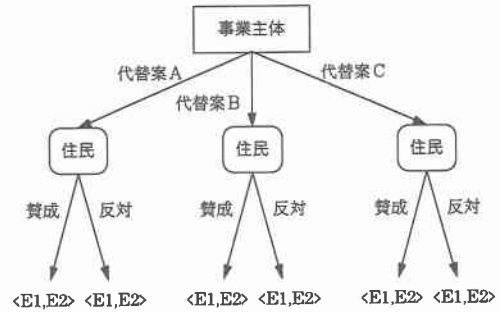 事業主体
代替案A
代替案B
代替案C
住民
住民
住民
賛成
反対
賛成
反対
賛成
反対
<E1,E2> <E1,E2>
<E1,E2> <E1,E2>
<E1,E2> <E1,E2>